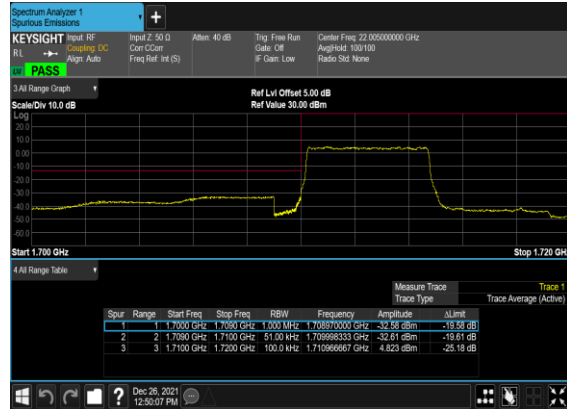 Spectrum Analyzer 1
Spurious Emissions
KEYSIGHT Input: RF Input Z: 50 Ω Atten: 40 dB Trig: Free Run Center Freq: 22.005000000 GHz
RL Coupling: DC Corr CCorr Gate: Off Avg|Hold: 100/100
Align: Auto Freq Ref: Int (S) IF Gain: Low Radio Std: None
PASS
3 All Range Graph
Ref Lvl Offset 5.00 dB
Scale/Div 10.0 dB Ref Value 30.00 dBm
Log
20.0
10.0
0.00
-10.0
-20.0
-30.0
-40.0
-50.0
-60.0
Start 1.700 GHz Stop 1.720 GH
4 All Range Table
Measure Trace Trace 1
Trace Type Trace Average (Active)
Spur Range Start Freq Stop Freq RBW Frequency Amplitude ΔLimit
1 1 1.7000 GHz 1.7090 GHz 1.000 MHz 1.708970000 GHz -32.58 dBm -19.58 dB
2 2 1.7090 GHz 1.7100 GHz 51.00 kHz 1.709998333 GHz -32.61 dBm -19.61 dB
3 3 1.7100 GHz 1.7200 GHz 100.0 kHz 1.710966667 GHz 4.823 dBm -25.18 dB
Dec 26, 2021
12:50:07 PM